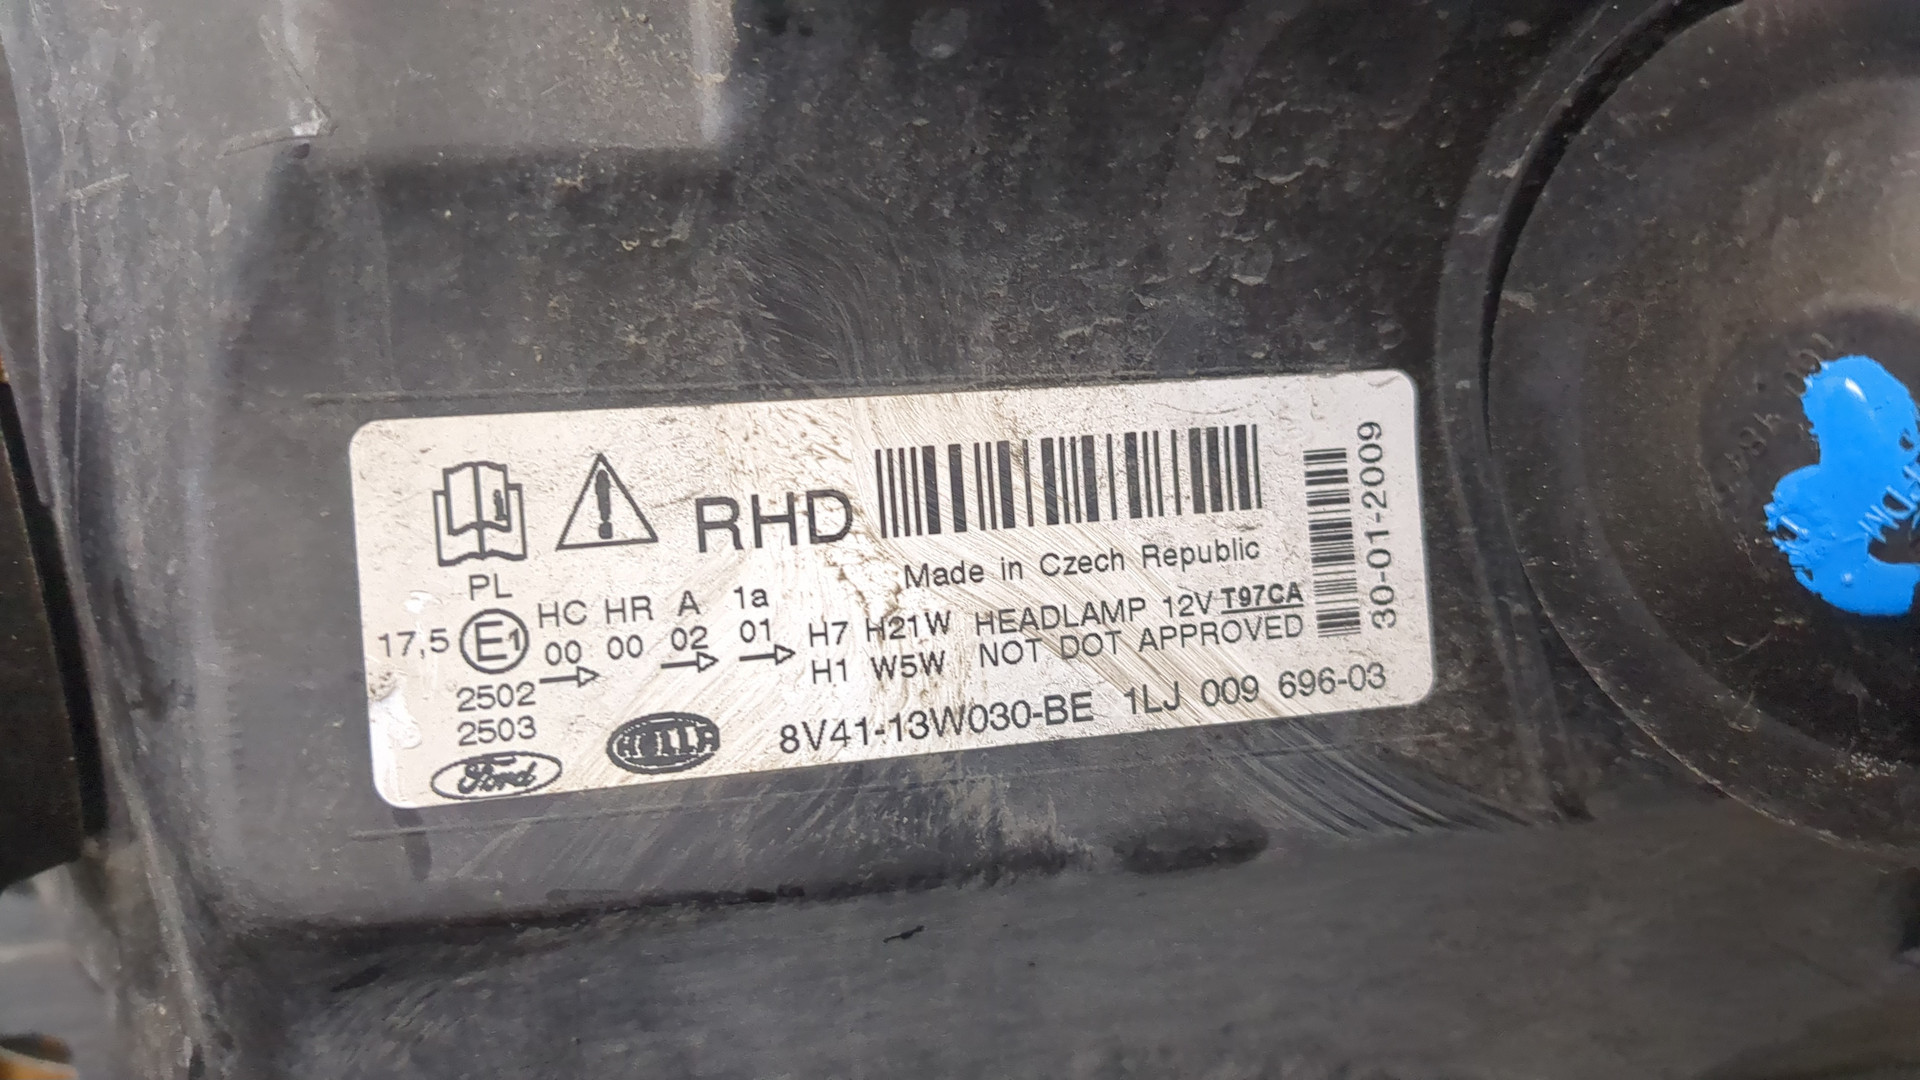 RHD
Made in Czech Republic
30-01-2009
PL
17,5 E1
HC HR A 1a
00 00 02 01
2502
2503
H7 H21W
H1 W5W
HEADLAMP 12V T97CA
NOT DOT APPROVED
Ford
HELLA
8V41-13W030-BE 1LJ 009 696-03